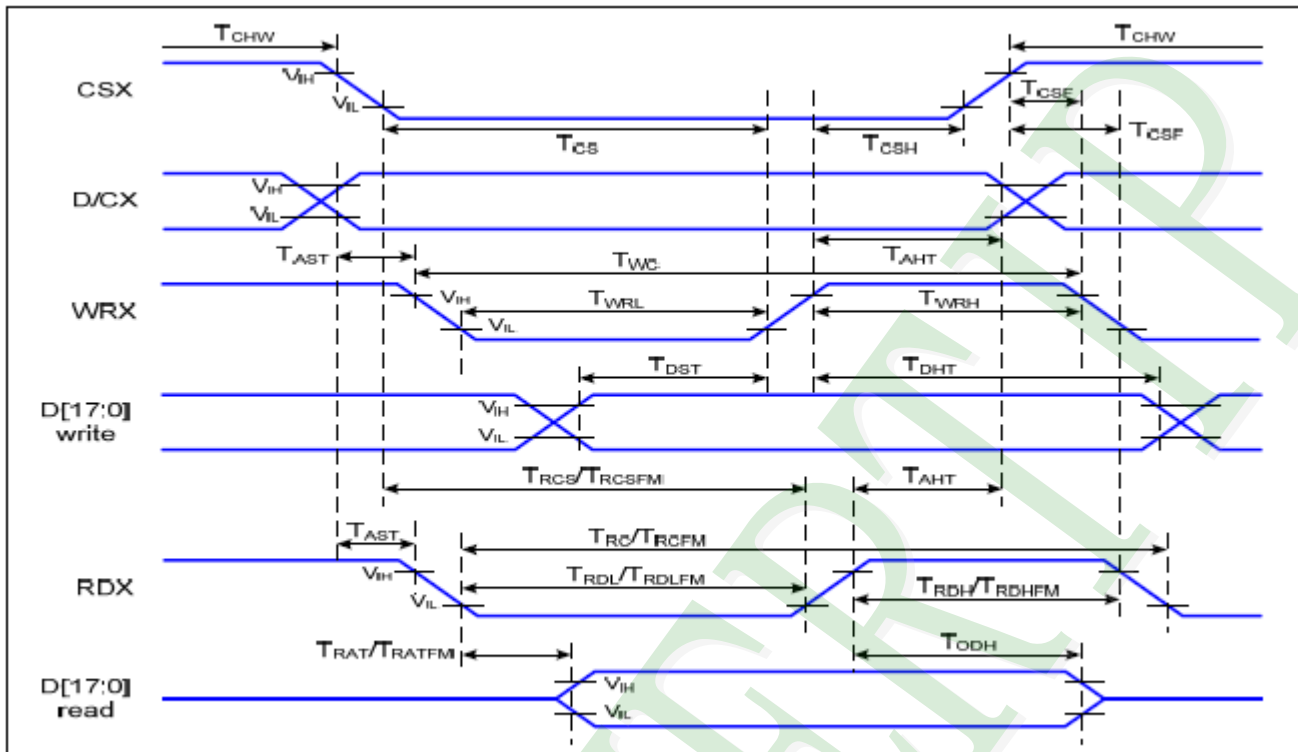 TCHW TCHW
CSX VIH VIL TCSF
TCS TCSH TCSF
D/CX VIH VIL
TAST TWC TAHT
WRX VIH VIL TWRL TWRH
TDST TDHT
D[17:0] write VIH VIL
TRCS/TRCSFM TAHT
TAST TRC/TRCFM
RDX VIH VIL TRDL/TRDLFM TRDH/TRDHFM
TRAT/TRATFM TODH
D[17:0] read VIH VIL